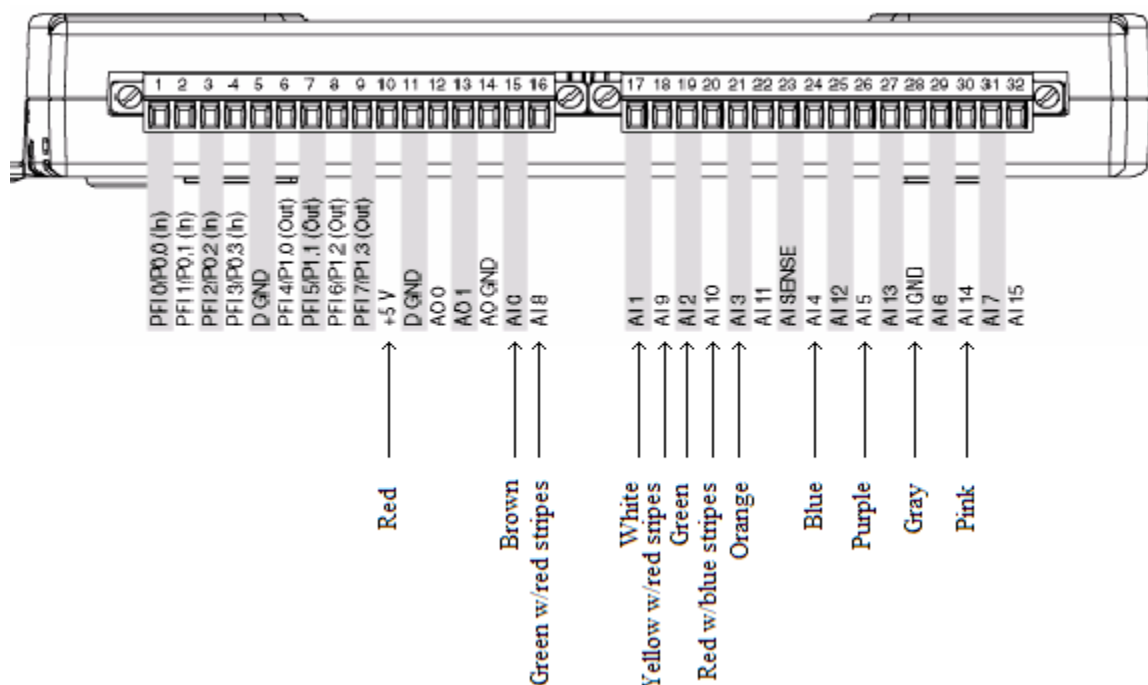 1 2 3 4 5 6 7 8 9 10 11 12 13 14 15 16
17 18 19 20 21 22 23 24 25 26 27 28 29 30 31 32
PFI 0/P0.0 (In)
PFI 1/P0.1 (In)
PFI 2/P0.2 (In)
PFI 3/P0.3 (In)
D GND
PFI 4/P1.0 (Out)
PFI 5/P1.1 (Out)
PFI 6/P1.2 (Out)
PFI 7/P1.3 (Out)
+5 V
D GND
AO 0
AO 1
AO GND
AI 0
AI 8
AI 1
AI 9
AI 2
AI 10
AI 3
AI 11
AI SENSE
AI 4
AI 12
AI 5
AI 13
AI GND
AI 6
AI 14
AI 7
AI 15
Red
Brown
Green w/red stripes
White
Yellow w/red sripes
Green
Red w/blue stripes
Orange
Blue
Purple
Gray
Pink